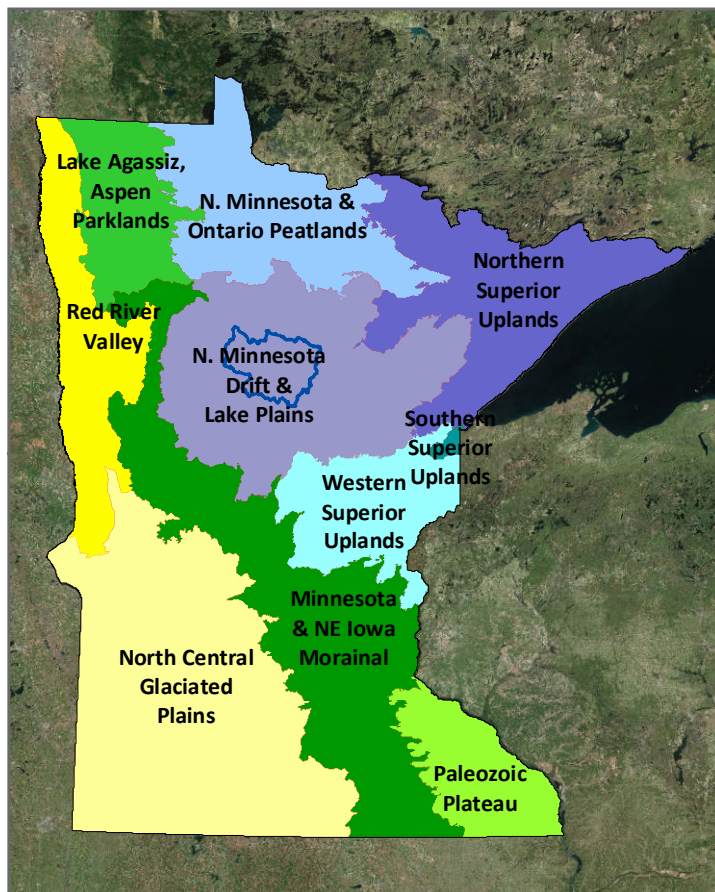 Lake Agassiz,
Aspen
Parklands
N. Minnesota &
Ontario Peatlands
Northern
Superior
Uplands
Red River
Valley
N. Minnesota
Drift &
Lake Plains
Southern
Superior
Uplands
Western
Superior
Uplands
Minnesota
& NE Iowa
Morainal
North Central
Glaciated
Plains
Paleozoic
Plateau